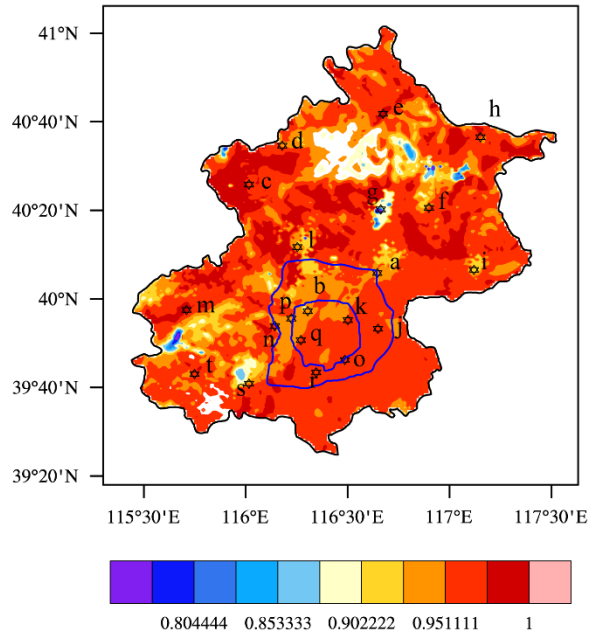 41°N
40°40'N
40°20'N
40°N
39°40'N
39°20'N
e
h
d
c
g
f
l
a
i
b
m
p
k
n
j
q
o
t
r
s
115°30'E 116°E 116°30'E 117°E 117°30'E
0.804444 0.853333 0.902222 0.951111 1